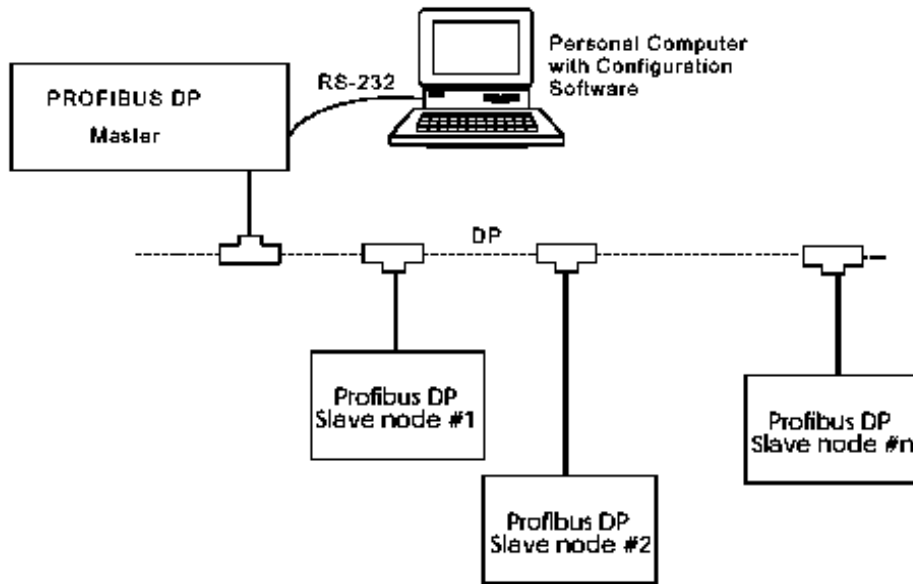 PROFIBUS DP
Master
RS-232
Personal Computer
with Configuration
Software
DP
Profibus DP
Slave node #1
Profibus DP
Slave node #2
Profibus DP
Slave node #n